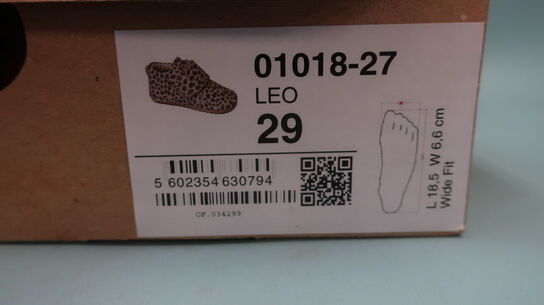 01018-27
LEO
29
5 602354 630794
OF.034299
L 18,5 W 6,6 cm
Wide Fit